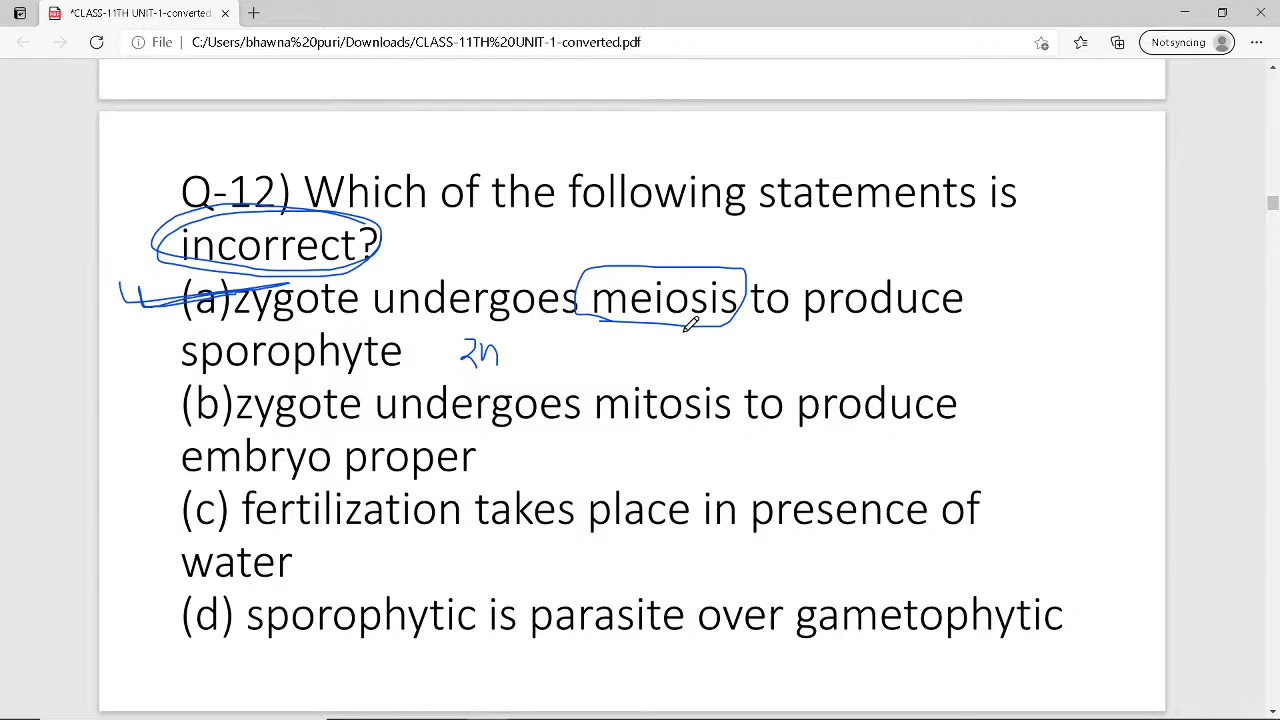 *CLASS-11TH UNIT-1-converted.
File C:/Users/bhawna%20puri/Downloads/CLASS-11TH%20UNIT-1-converted.pdf Not syncing
Q-12) Which of the following statements is
incorrect?
(a)zygote undergoes meiosis to produce
sporophyte 2n
(b)zygote undergoes mitosis to produce
embryo proper
(c) fertilization takes place in presence of
water
(d) sporophytic is parasite over gametophytic